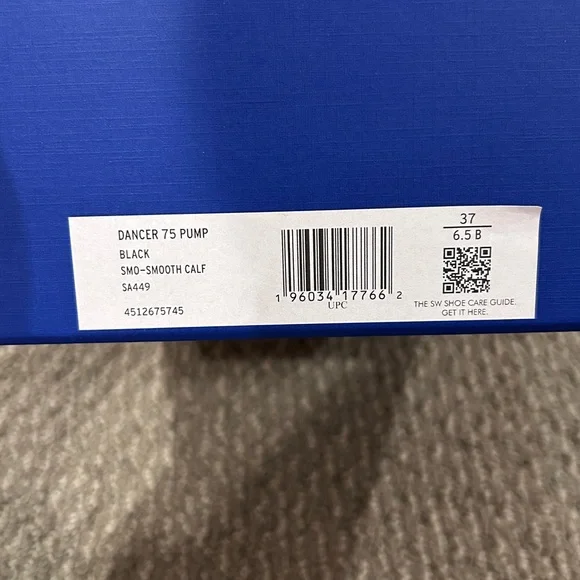 DANCER 75 PUMP
BLACK
SMO-SMOOTH CALF
SA449
4512675745
1 96034 17766 2
UPC
37
6.5 B
THE SW SHOE CARE GUIDE.
GET IT HERE.